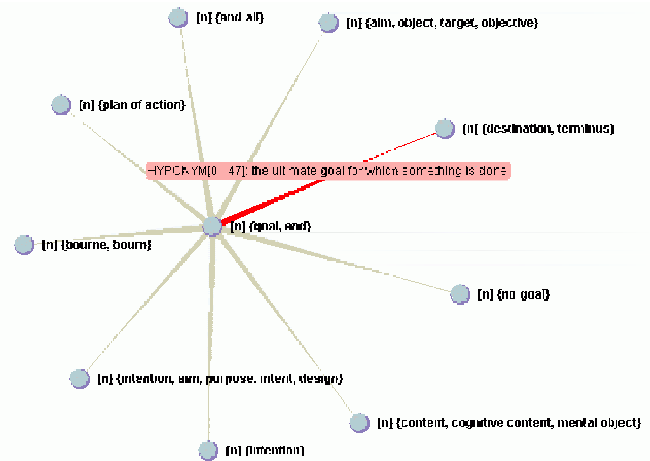 [n] {end all}
[n] {aim, object, target, objective}
[n] {plan of action}
[n] {destination, terminus}
HYPONYM[0 47]: the ultimate goal for which something is done
[n] {goal, end}
[n] {bourne, bourn}
[n] {no-goal}
[n] {intention, aim, purpose, intent, design}
[n] {content, cognitive content, mental object}
[n] {intention}